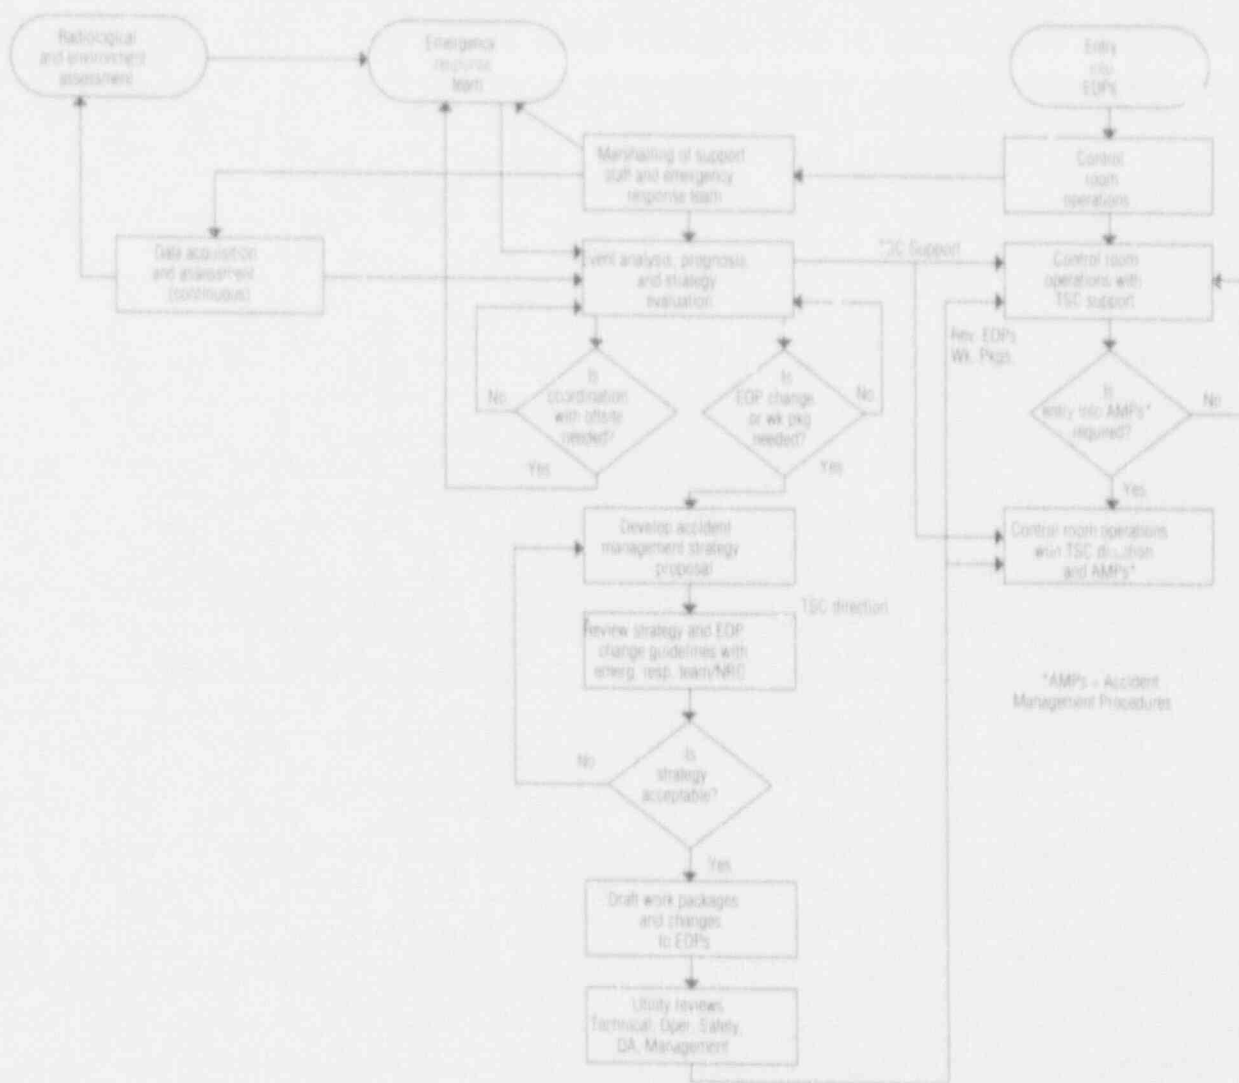 Radiological
and environment
assessment
Emergency
response
team
Entry
into
EOPs
Marshalling of support
staff and emergency
response team
Control
room
operations
Data acquisition
and assessment
(continuous)
Event analysis, prognosis,
and strategy
evaluation
TSC Support
Control room
operations with
TSC support
Rev. EOPs
Wk. Pkgs.
No
Is
coordination
with offsite
needed?
Is
EOP change
or wk pkg
needed?
No
Is
entry into AMPs*
required?
No
Yes
Yes
Yes
Develop accident
management strategy
proposal
Control room operations
with TSC direction
and AMPs*
TSC direction
Review strategy and EOP
change guidelines with
emerg. resp. team/NRC
*AMPs - Accident
Management Procedures
No
Is
strategy
acceptable?
Yes
Draft work packages
and changes
to EOPs
Utility reviews
Technical, Oper, Safety,
QA, Management